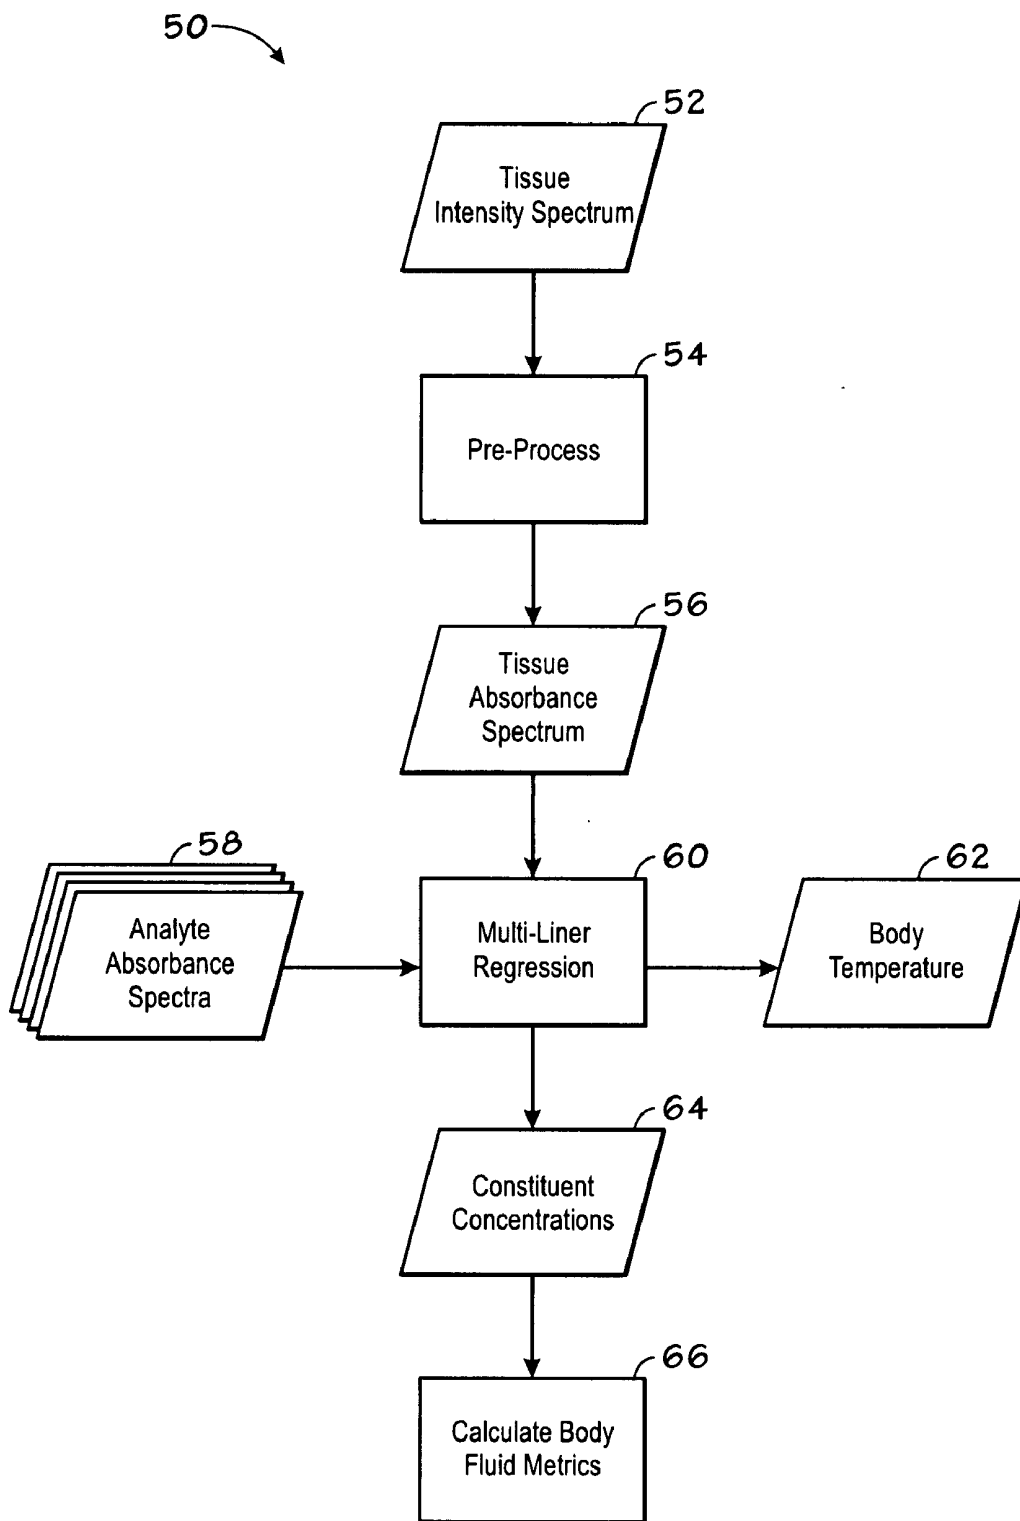 50
52
Tissue
Intensity Spectrum
54
Pre-Process
56
Tissue
Absorbance
Spectrum
58
Analyte
Absorbance
Spectra
60
Multi-Liner
Regression
62
Body
Temperature
64
Constituent
Concentrations
66
Calculate Body
Fluid Metrics